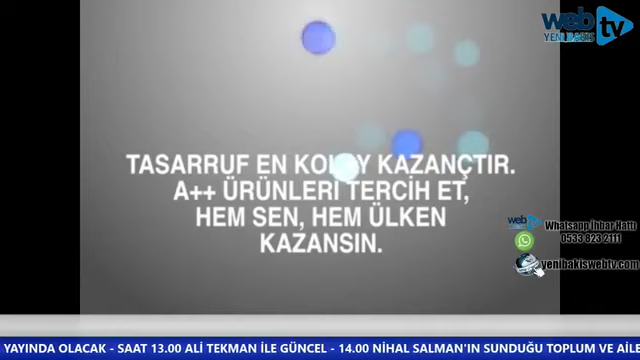 web tv
YENİ BAKIŞ
TASARRUF EN KOLAY KAZANÇTIR.
A++ ÜRÜNLERİ TERCİH ET,
HEM SEN, HEM ÜLKEN
KAZANSIN.
web tv
Whatsapp İhbar Hattı
0533 823 2111
yenibakiswebtv.com
YAYINDA OLACAK - SAAT 13.00 ALİ TEKMAN İLE GÜNCEL - 14.00 NİHAL SALMAN'IN SUNDUĞU TOPLUM VE AİLE